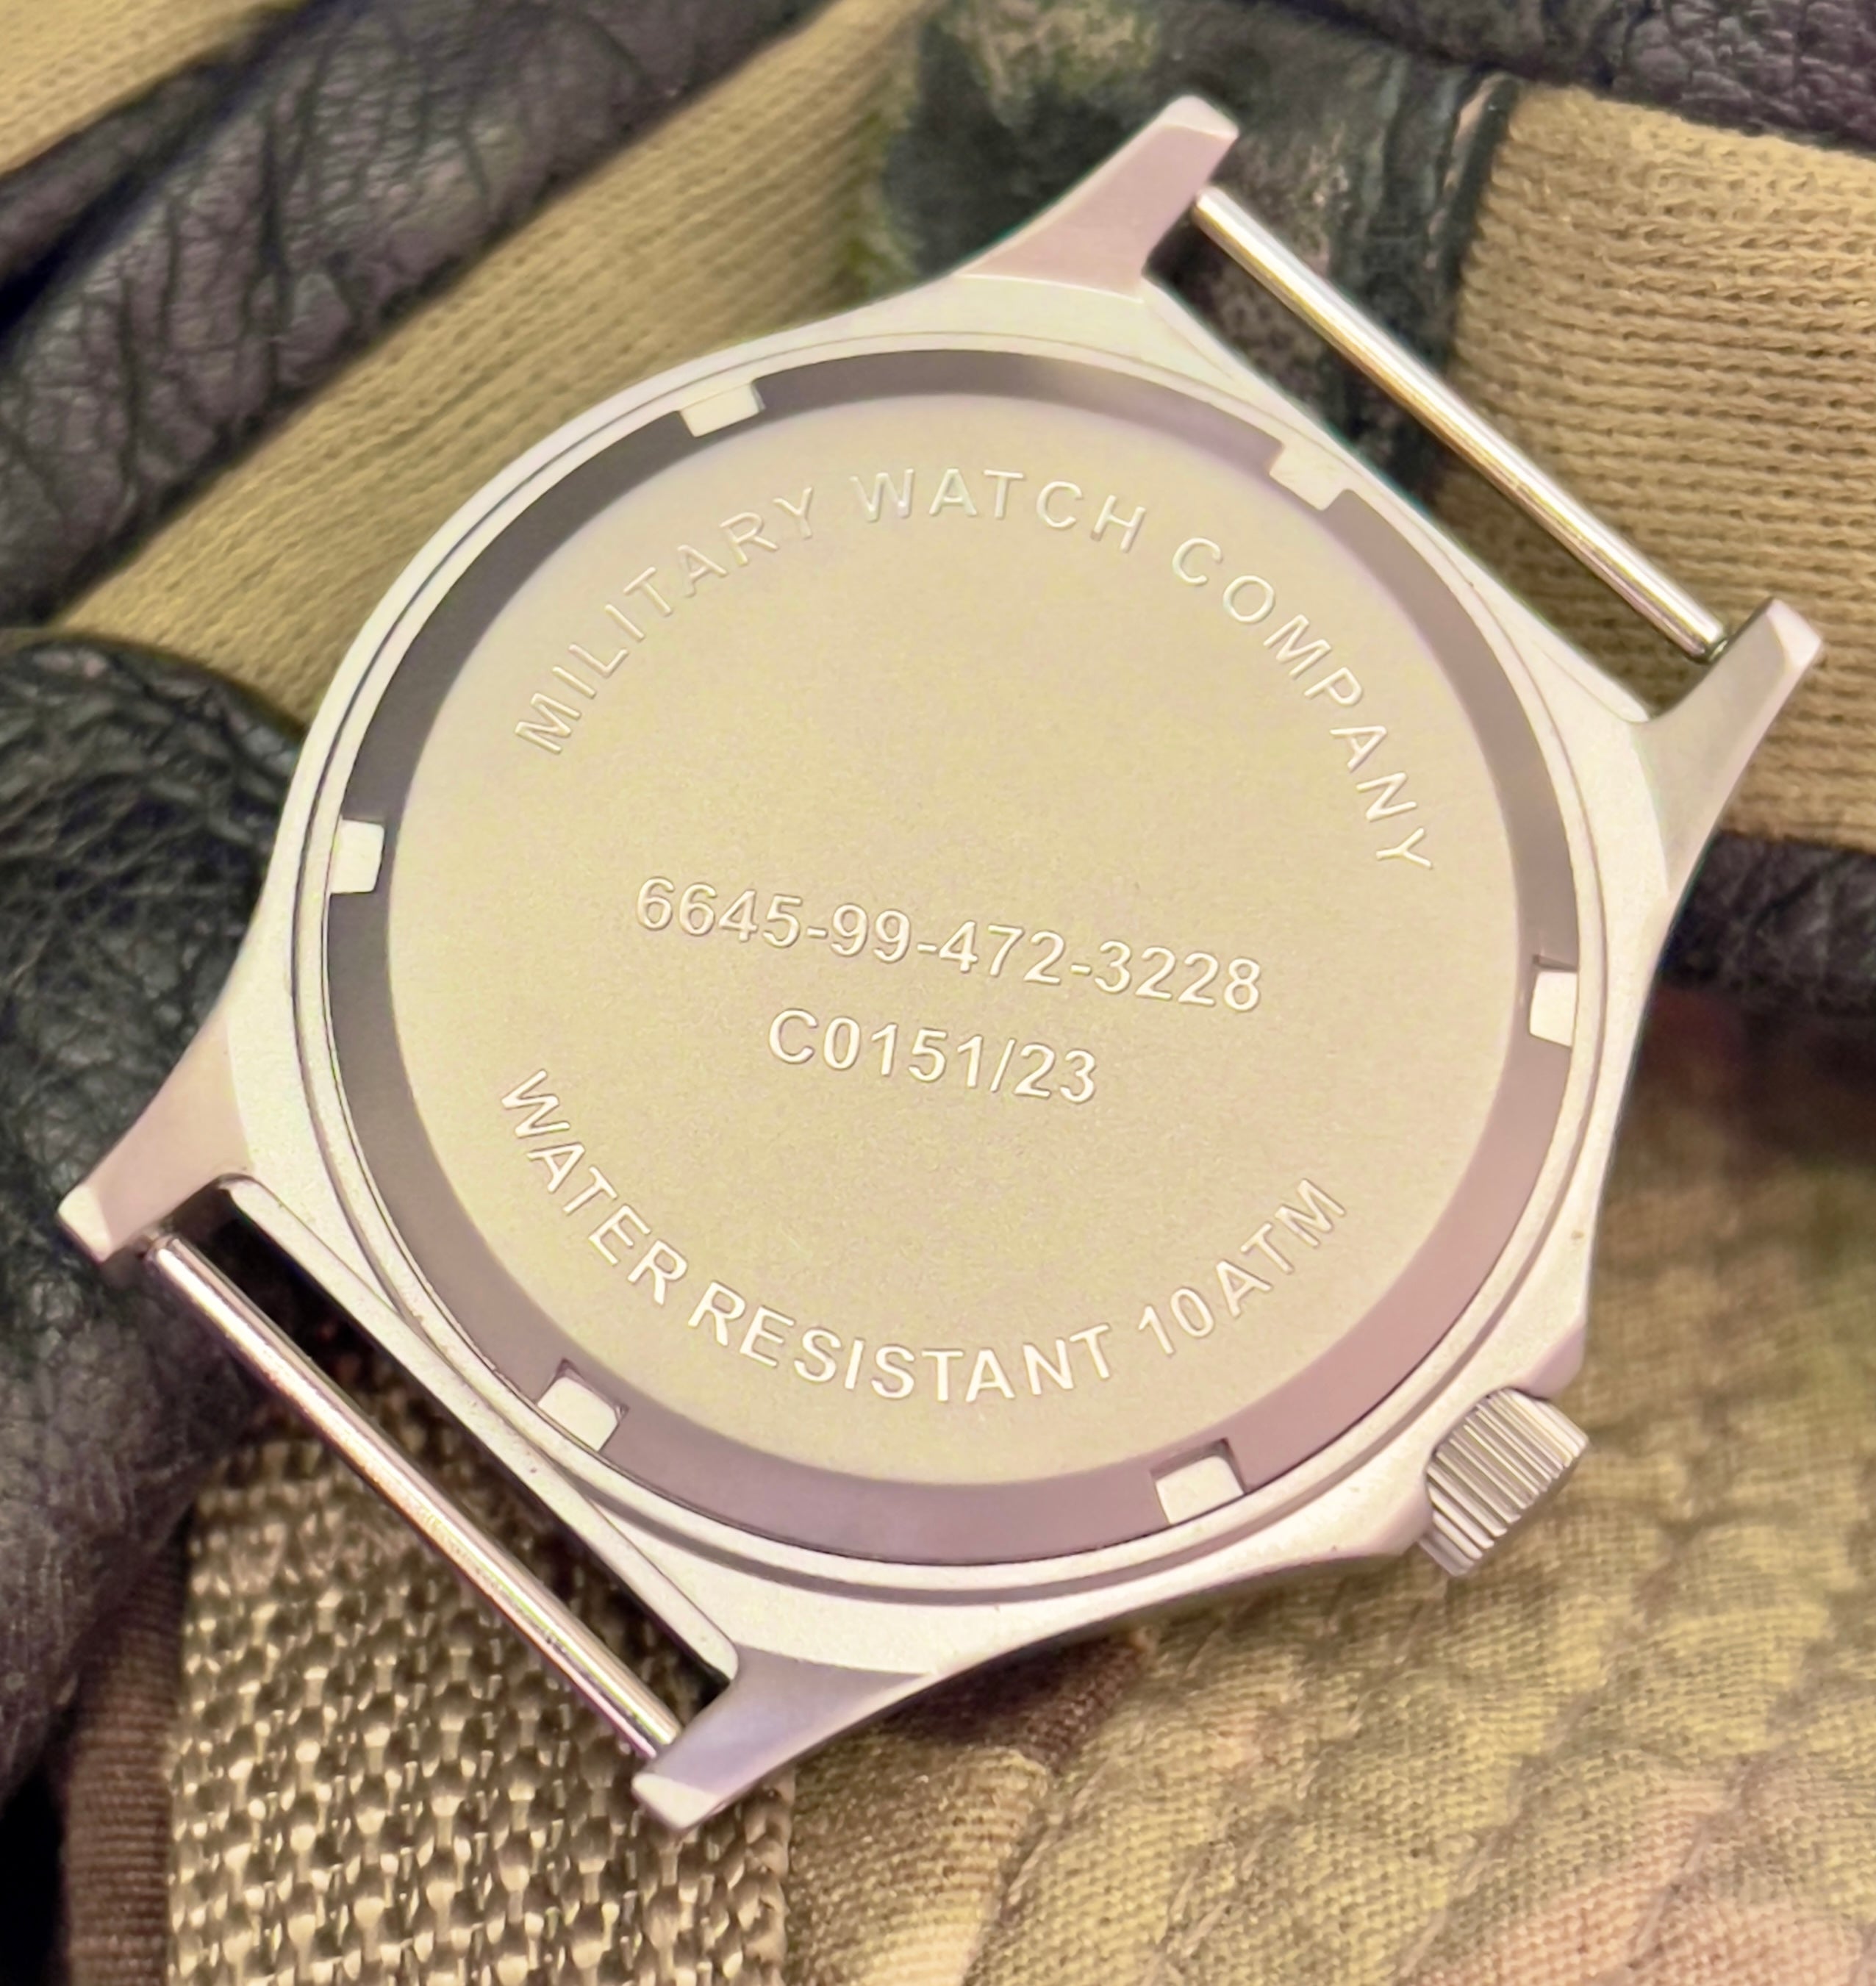 MILITARY WATCH COMPANY
6645-99-472-3228
C0151/23
WATER RESISTANT 10ATM